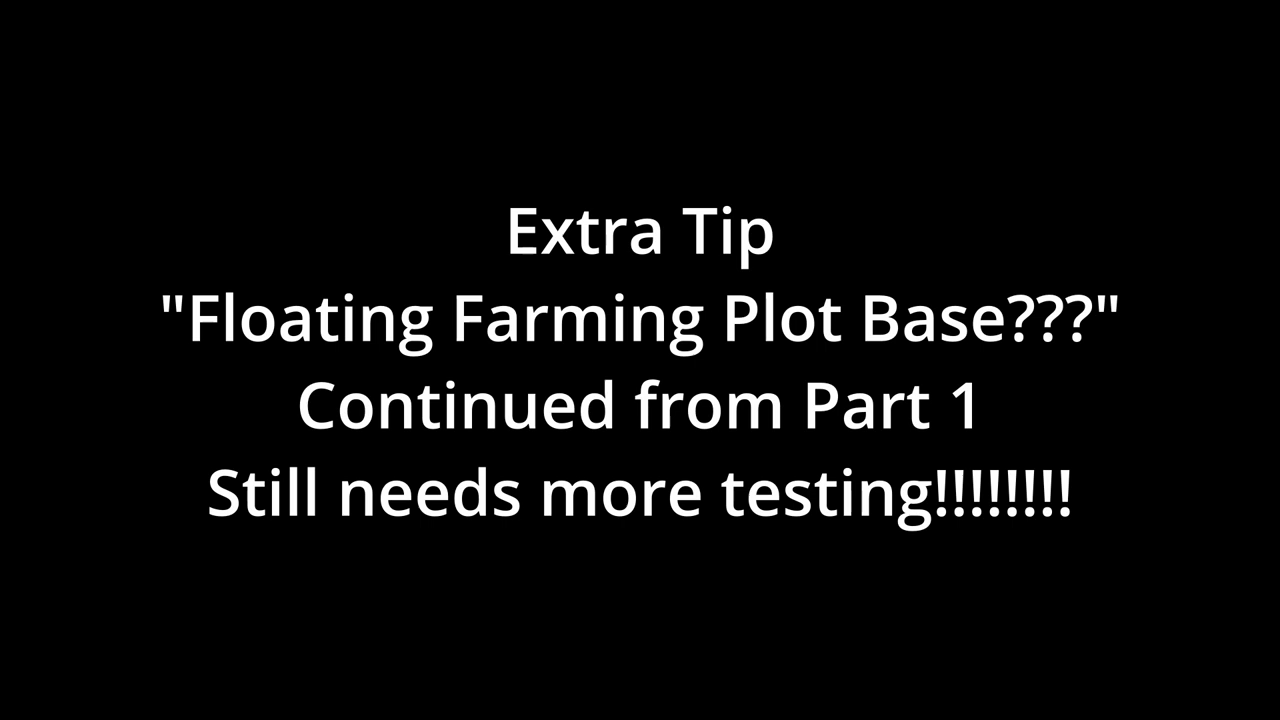 Extra Tip
"Floating Farming Plot Base???"
Continued from Part 1
Still needs more testing!!!!!!!!